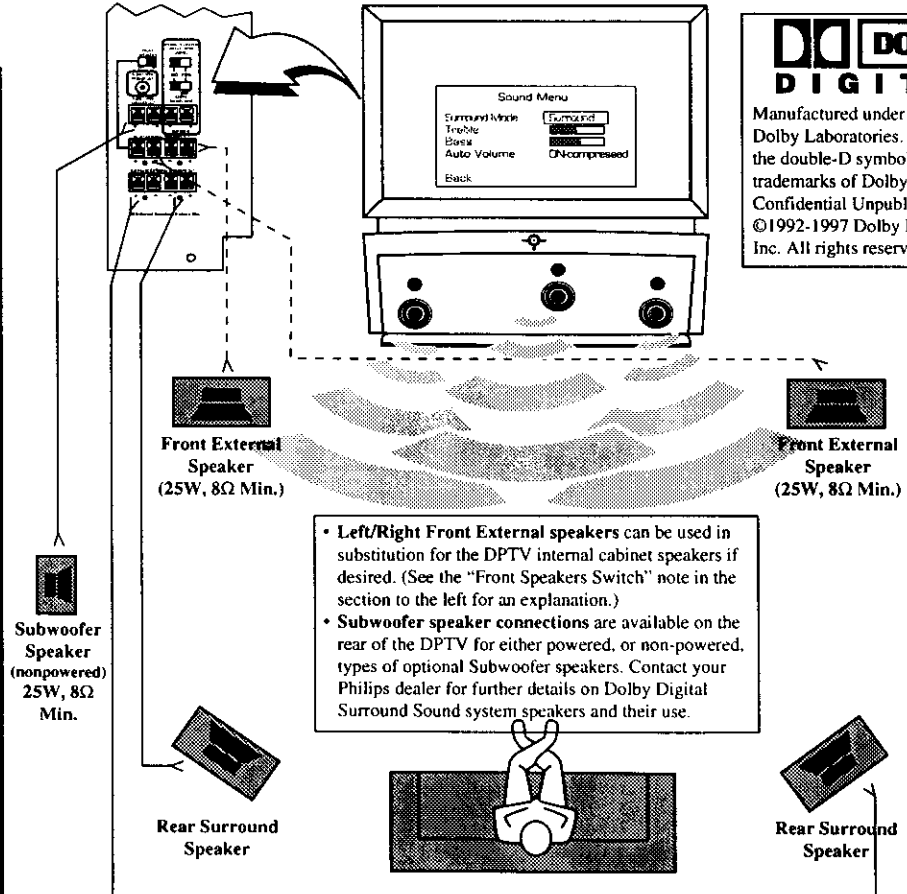 Sound Menu
Surround Mode Surround
Treble
Bass
Auto Volume ON-compressed
Back
DIGIT
Manufactured under
Dolby Laboratories.
the double-D symbol
trademarks of Dolby
Confidential Unpubl
©1992-1997 Dolby
Inc. All rights reserv
Front External
Speaker
(25W, 8Ω Min.)
Front External
Speaker
(25W, 8Ω Min.)
• Left/Right Front External speakers can be used in
substitution for the DPTV internal cabinet speakers if
desired. (See the “Front Speakers Switch” note in the
section to the left for an explanation.)
• Subwoofer speaker connections are available on the
rear of the DPTV for either powered, or non-powered,
types of optional Subwoofer speakers. Contact your
Philips dealer for further details on Dolby Digital
Surround Sound system speakers and their use.
Subwoofer
Speaker
(nonpowered)
25W, 8Ω
Min.
Rear Surround
Speaker
Rear Surround
Speaker